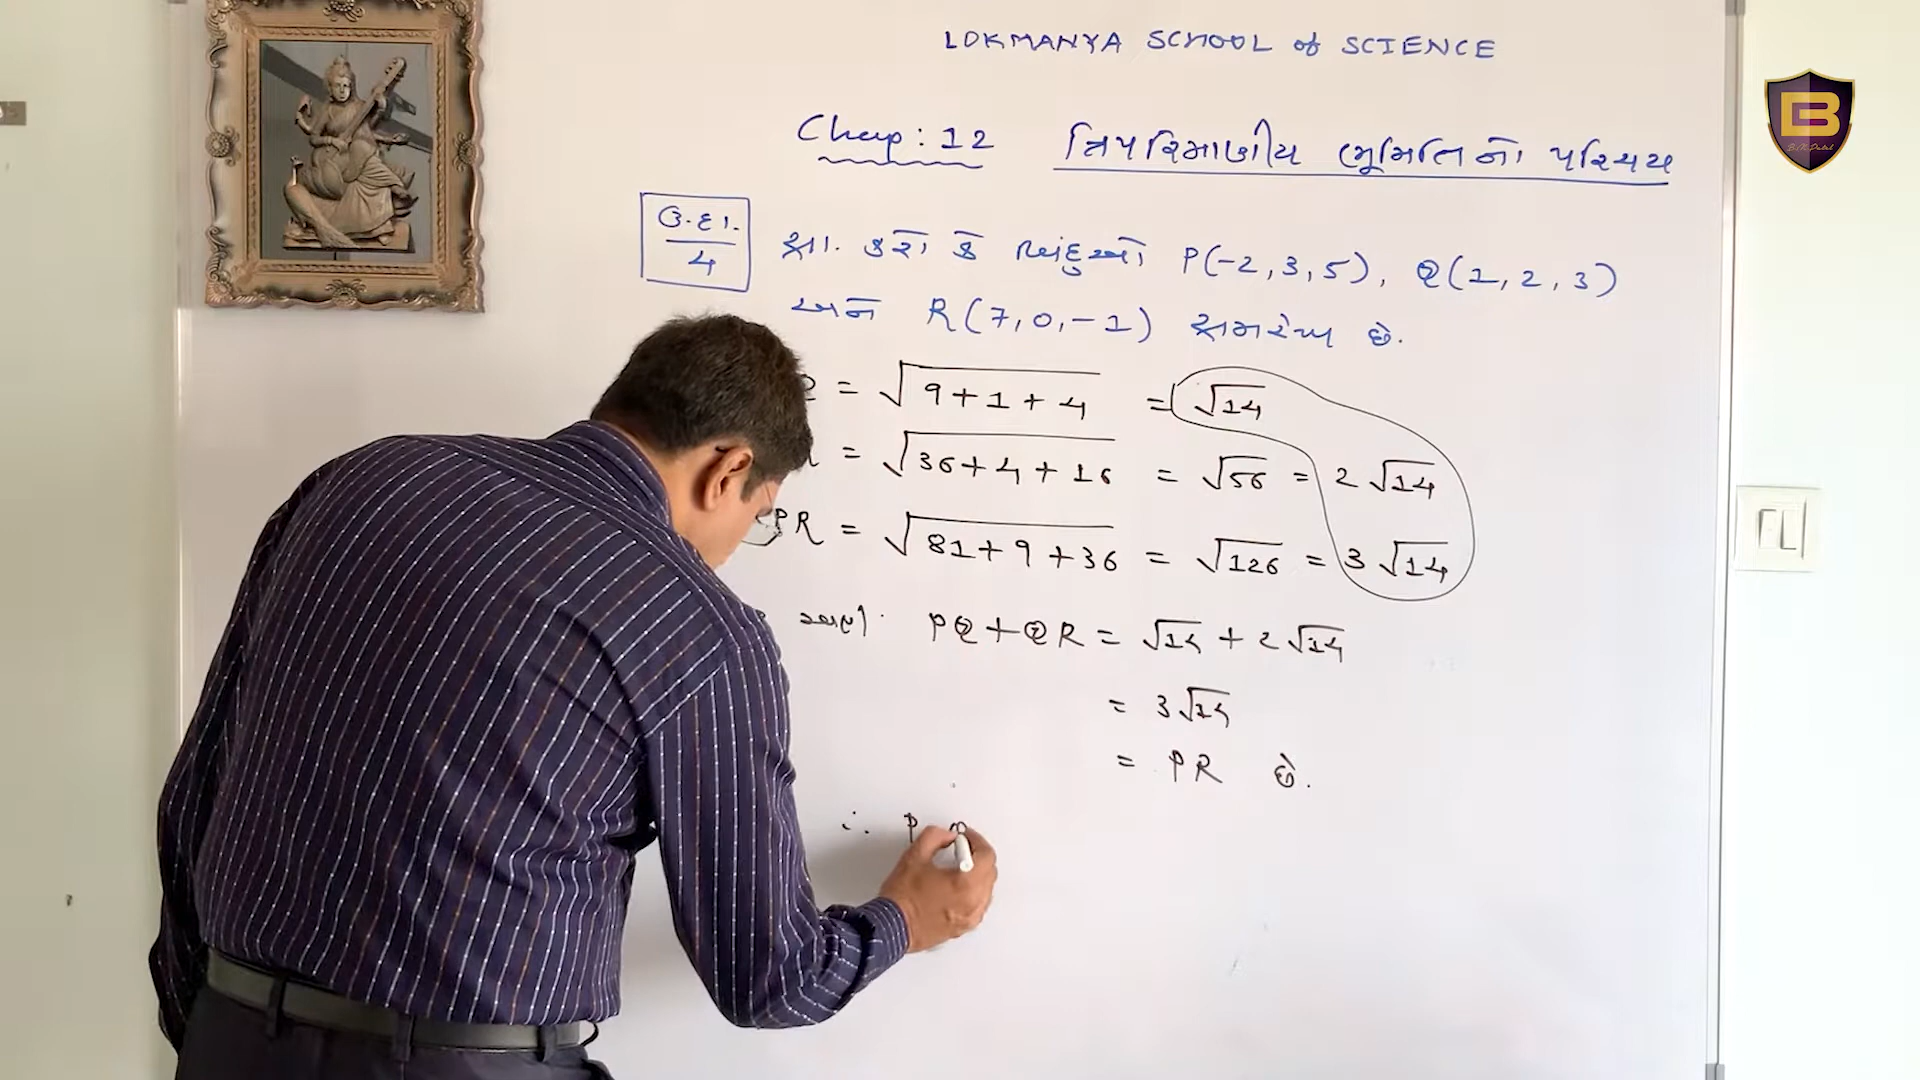 LOKMANYA SCHOOL of SCIENCE
Chap : 12 ત્રિપરિમાણીય ભૂમિતિનો પરિચય
ઉ.દા. 4
સા. કરો કે બિંદુઓ P(-2,3,5), Q(1,2,3)
અને R(7,0,-1) સમરેખ છે.
= √9+1+4 = √14
= √36+4+16 = √56 = 2√14
PR = √81+9+36 = √126 = 3√14
PQ+QR = √14 + 2√14
= 3√14
= PR છે.
∴ P
B